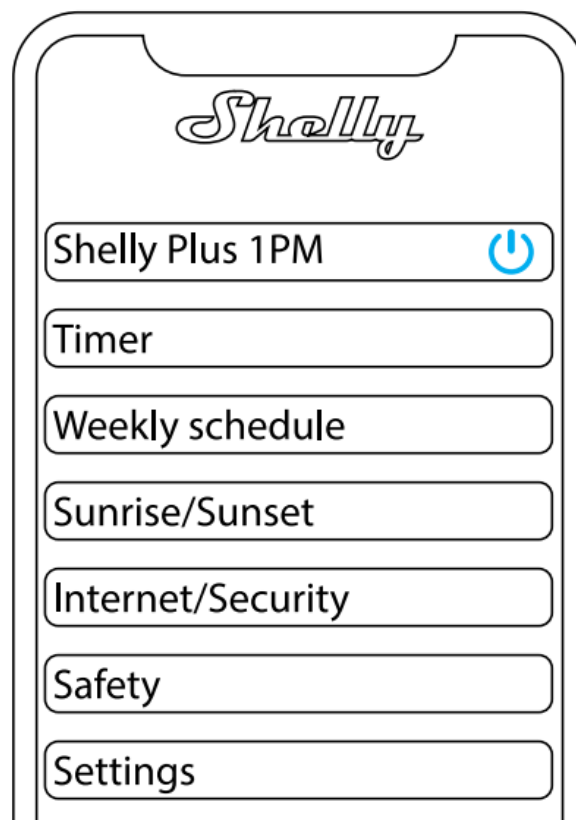 Shelly
Shelly Plus 1PM
Timer
Weekly schedule
Sunrise/Sunset
Internet/Security
Safety
Settings